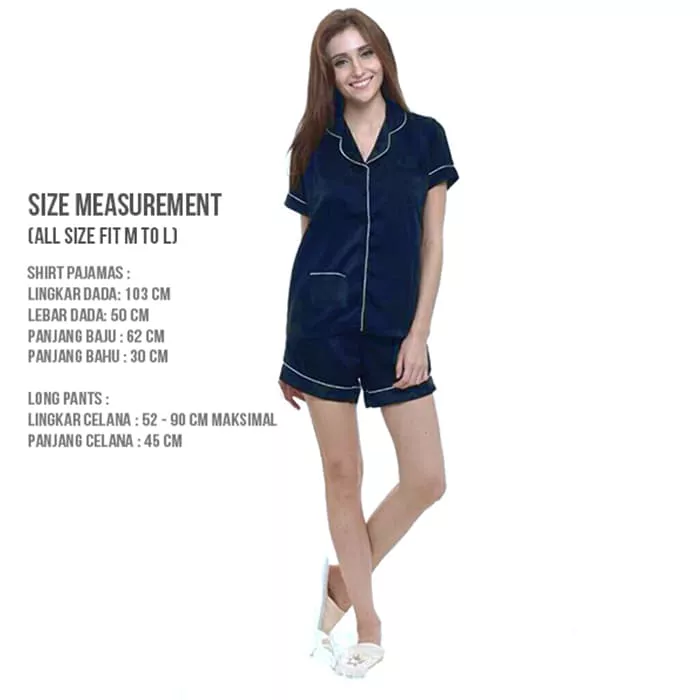 SIZE MEASUREMENT
(ALL SIZE FIT M TO L)
SHIRT PAJAMAS :
LINGKAR DADA: 103 CM
LEBAR DADA: 50 CM
PANJANG BAJU : 62 CM
PANJANG BAHU : 30 CM
LONG PANTS :
LINGKAR CELANA : 52 - 90 CM MAKSIMAL
PANJANG CELANA : 45 CM